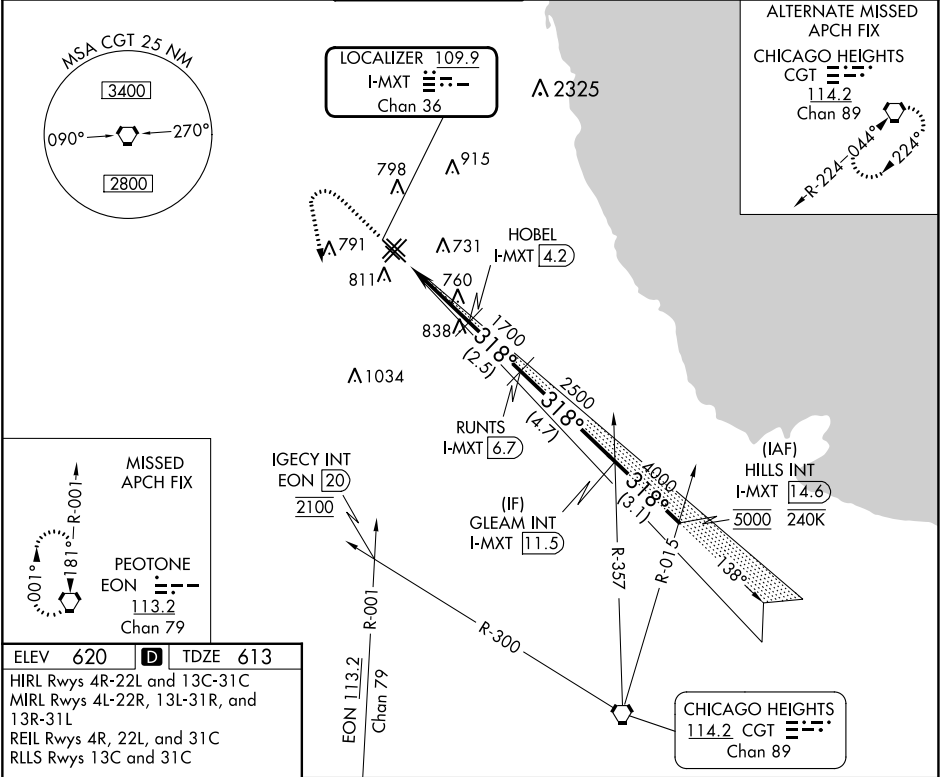 MSA CGT 25 NM
3400
090°
270°
2800
LOCALIZER 109.9
I-MXT
Chan 36
2325
ALTERNATE MISSED
APCH FIX
CHICAGO HEIGHTS
CGT
114.2
Chan 89
R-224
044°
224°
798
915
791
811
731
760
838
1034
HOBEL
I-MXT 4.2
1700
318°
(2.5)
RUNTS
I-MXT 6.7
2500
318°
(4.7)
(IF)
GLEAM INT
I-MXT 11.5
4000
318°
(3.1)
(IAF)
HILLS INT
I-MXT 14.6
5000 240K
138°
R-357
R-015
IGECY INT
EON 20
2100
R-300
R-001
EON 113.2
Chan 79
MISSED
APCH FIX
R-001
181°
001°
PEOTONE
EON
113.2
Chan 79
CHICAGO HEIGHTS
114.2 CGT
Chan 89
ELEV 620 D TDZE 613
HIRL Rwys 4R-22L and 13C-31C
MIRL Rwys 4L-22R, 13L-31R, and
13R-31L
REIL Rwys 4R, 22L, and 31C
RLLS Rwys 13C and 31C